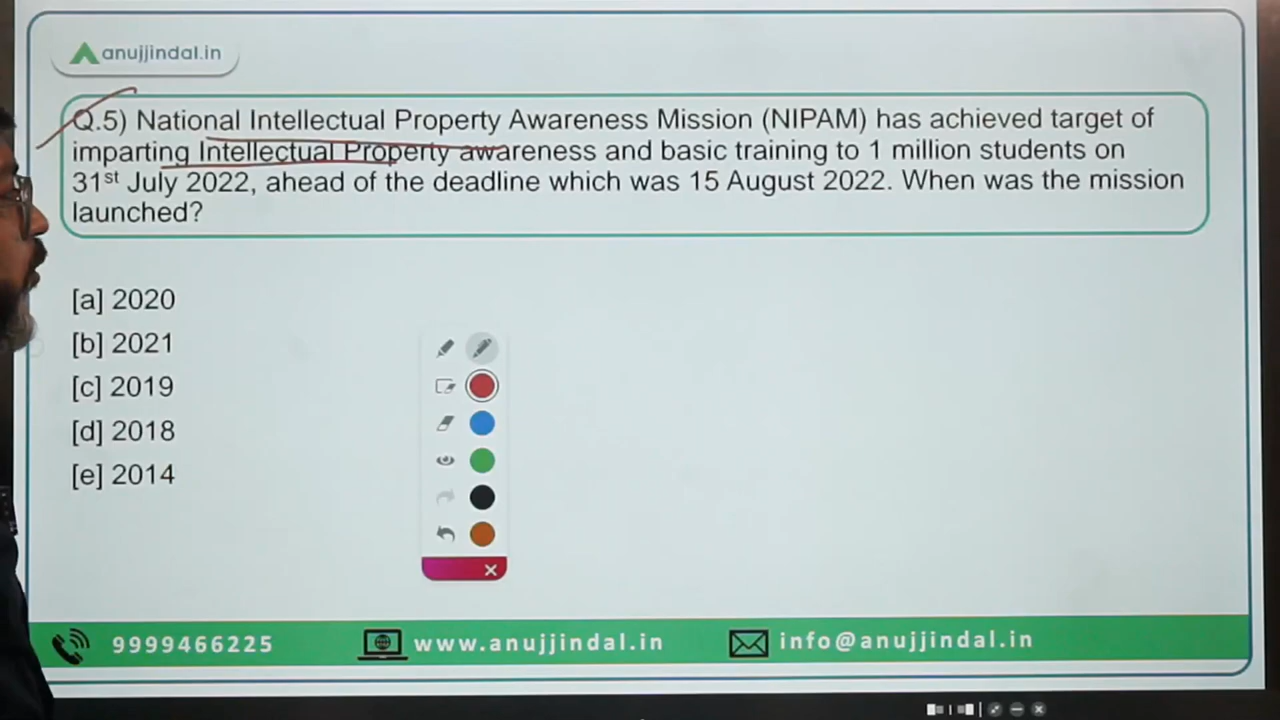 anujjindal.in
Q.5) National Intellectual Property Awareness Mission (NIPAM) has achieved target of
imparting Intellectual Property awareness and basic training to 1 million students on
31st July 2022, ahead of the deadline which was 15 August 2022. When was the mission
launched?
[a] 2020
[b] 2021
[c] 2019
[d] 2018
[e] 2014
9999466225
www.anujjindal.in
info@anujjindal.in